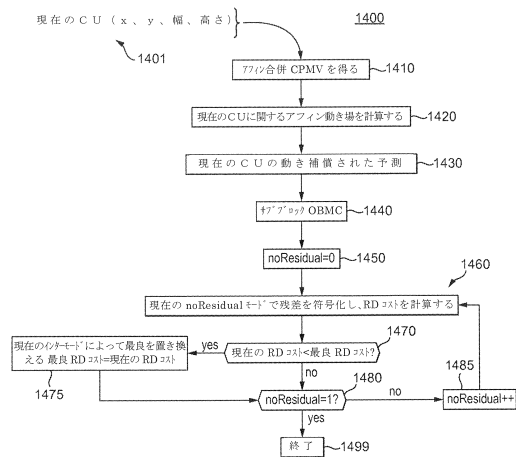 現在のCU(x、y、幅、高さ)
1400
1401
アフィン合併 CPMV を得る
1410
現在のCUに関するアフィン動き場を計算する
1420
現在のCUの動き補償された予測
1430
サブブロック OBMC
1440
noResidual=0
1450
1460
現在の noResidual モードで残差を符号化し、RD コストを計算する
1470
現在の RD コスト<最良 RD コスト?
yes
現在のインターモードによって最良を置き換
える 最良 RD コスト=現在の RD コスト
1475
no
1480
noResidual=1?
no
1485
noResidual++
yes
終了
1499